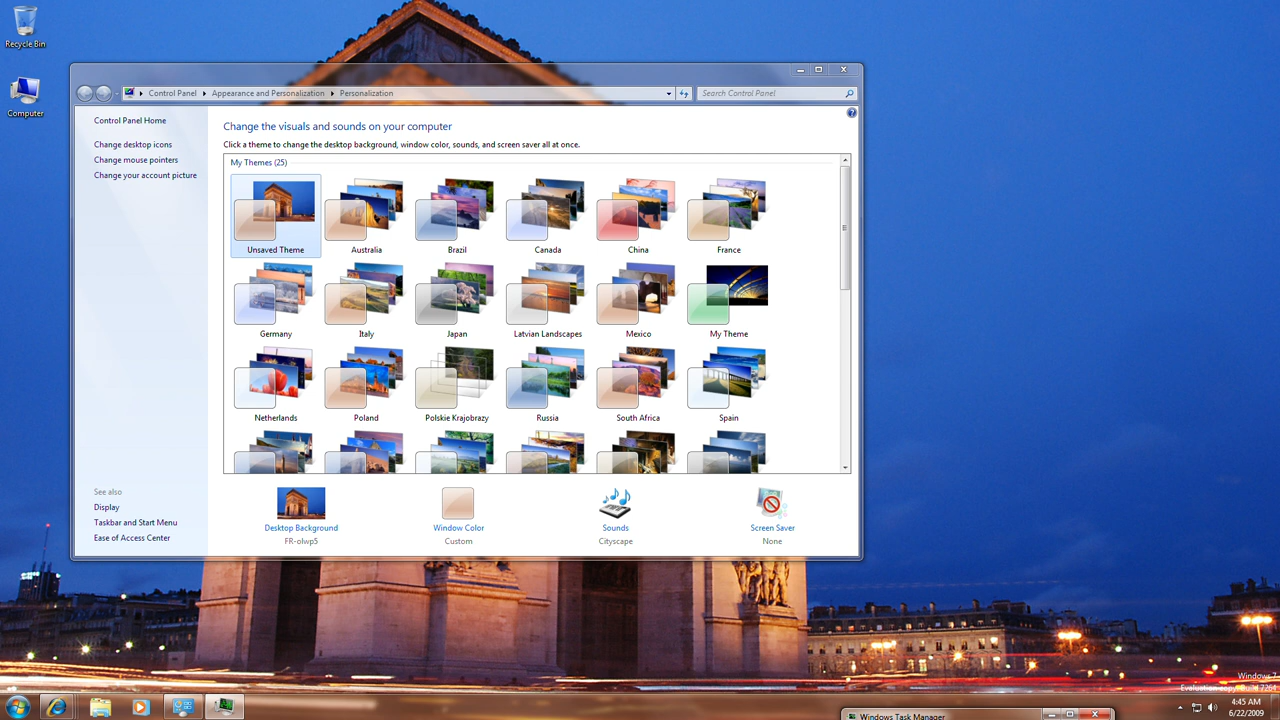 Recycle Bin
Computer
Control Panel
Appearance and Personalization
Personalization
Search Control Panel
Control Panel Home
Change desktop icons
Change mouse pointers
Change your account picture
Change the visuals and sounds on your computer
Click a theme to change the desktop background, window color, sounds, and screen saver all at once.
My Themes (25)
Unsaved Theme
Australia
Brazil
Canada
China
France
Germany
Italy
Japan
Latvian Landscapes
Mexico
My Theme
Netherlands
Poland
Polskie Krajobrazy
Russia
South Africa
Spain
See also
Display
Taskbar and Start Menu
Ease of Access Center
Desktop Background
FR-olwp5
Window Color
Custom
Sounds
Cityscape
Screen Saver
None
Windows 7
Evaluation copy. Build 7264
4:45 AM
6/22/2009
Windows Task Manager